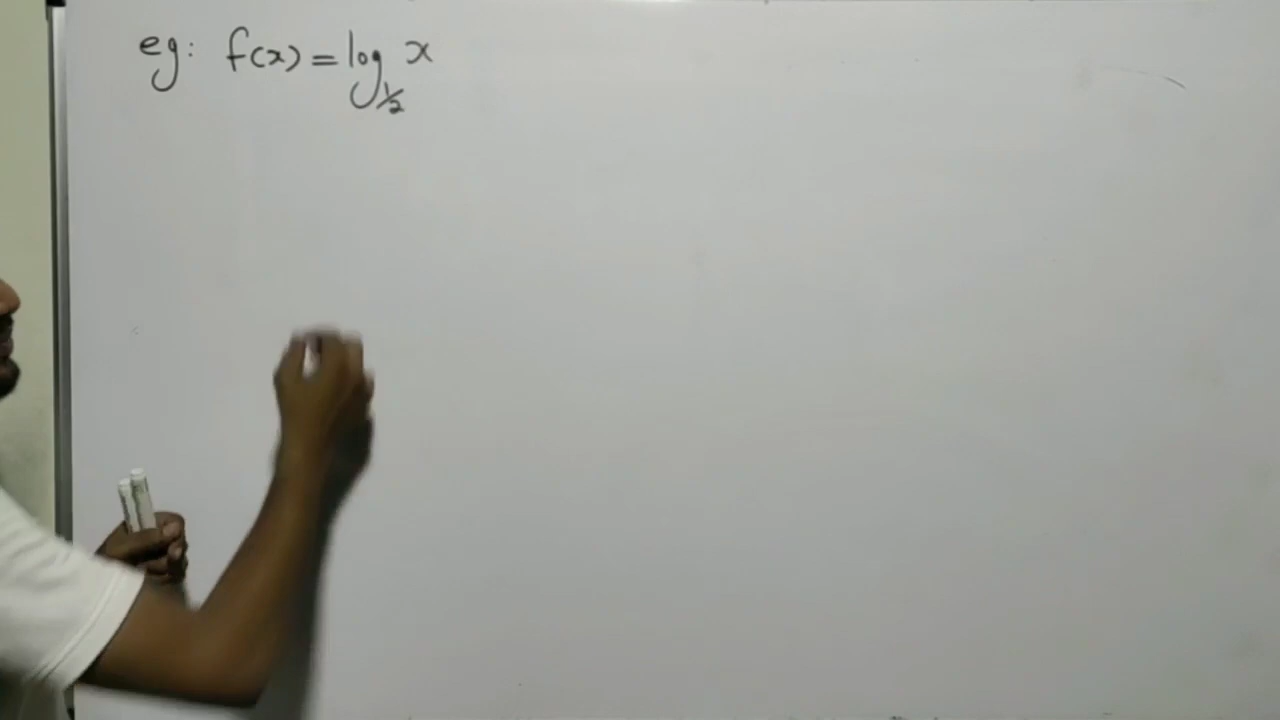 eg: f(x) = log_{1/2} x